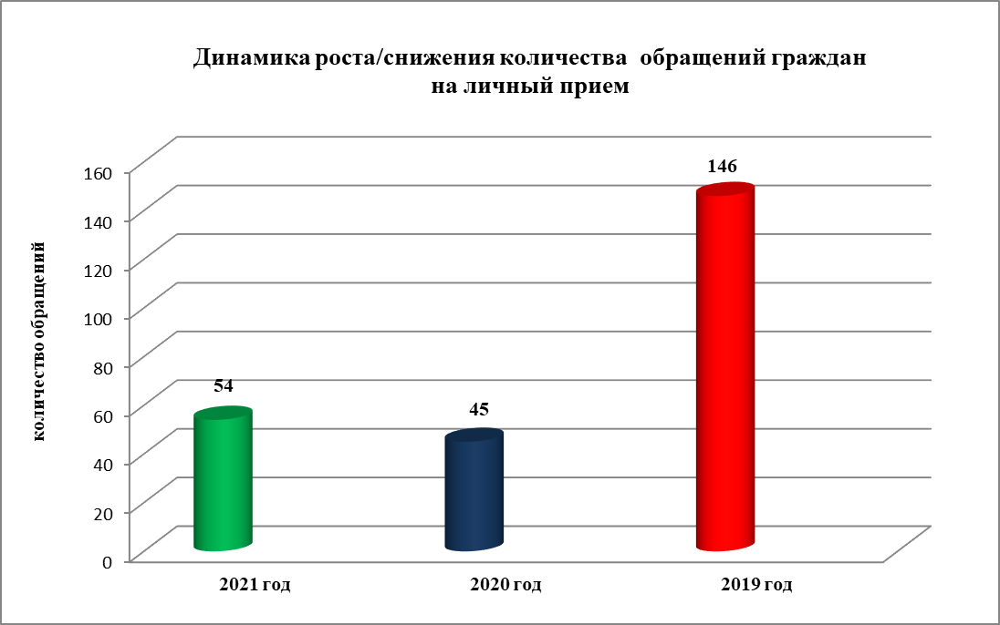 Динамика роста/снижения количества обращений граждан
на личный прием
количество обращений
160
140
120
100
80
60
40
20
0
54
45
146
2021 год
2020 год
2019 год